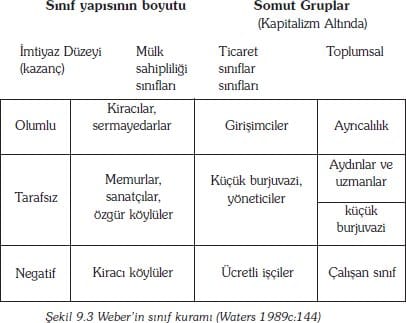 Sınıf yapısının boyutu Somut Gruplar
(Kapitalizm Altında)
İmtiyaz Düzeyi Mülk Ticaret Toplumsal
(kazanç) sahipliliği sınıflar
sınıfları sınıfları
Olumlu Kiracılar, sermayedarlar Girişimciler Ayrıcalılık
Tarafsız Memurlar, sanatçılar, özgür köylüler Küçük burjuvazi, yöneticiler Aydınlar ve uzmanlar
küçük burjuvazi
Negatif Kiracı köylüler Ücretli işçiler Çalışan sınıf
Şekil 9.3 Weber'in sınıf kuramı (Waters 1989c:144)